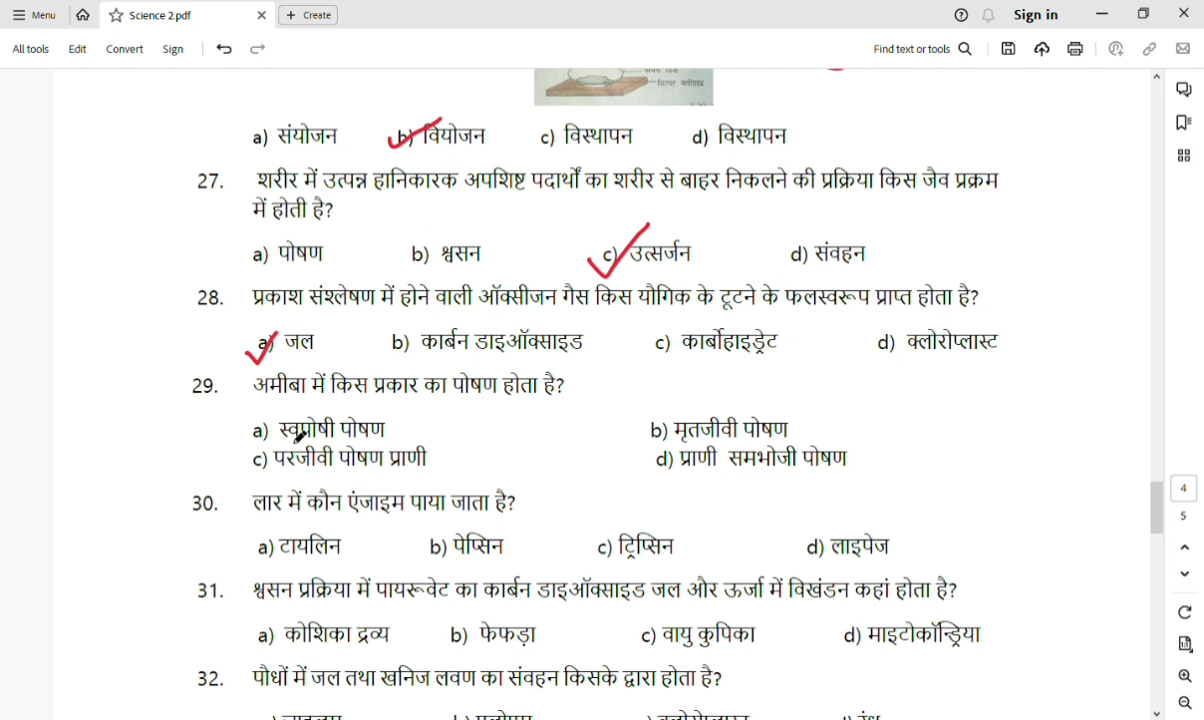 Menu Science 2.pdf + Create Sign in
All tools Edit Convert Sign Find text or tools
a) संयोजन b) वियोजन c) विस्थापन d) विस्थापन
27. शरीर में उत्पन्न हानिकारक अपशिष्ट पदार्थों का शरीर से बाहर निकलने की प्रक्रिया किस जैव प्रक्रम
में होती है?
a) पोषण b) श्वसन c) उत्सर्जन d) संवहन
28. प्रकाश संश्लेषण में होने वाली ऑक्सीजन गैस किस यौगिक के टूटने के फलस्वरूप प्राप्त होता है?
a) जल b) कार्बन डाइऑक्साइड c) कार्बोहाइड्रेट d) क्लोरोप्लास्ट
29. अमीबा में किस प्रकार का पोषण होता है?
a) स्वपोषी पोषण b) मृतजीवी पोषण
c) परजीवी पोषण प्राणी d) प्राणी समभोजी पोषण
30. लार में कौन एंजाइम पाया जाता है?
a) टायलिन b) पेप्सिन c) ट्रिप्सिन d) लाइपेज
31. श्वसन प्रक्रिया में पायरूवेट का कार्बन डाइऑक्साइड जल और ऊर्जा में विखंडन कहां होता है?
a) कोशिका द्रव्य b) फेफड़ा c) वायु कुपिका d) माइटोकॉन्ड्रिया
32. पौधों में जल तथा खनिज लवण का संवहन किसके द्वारा होता है?
4
5